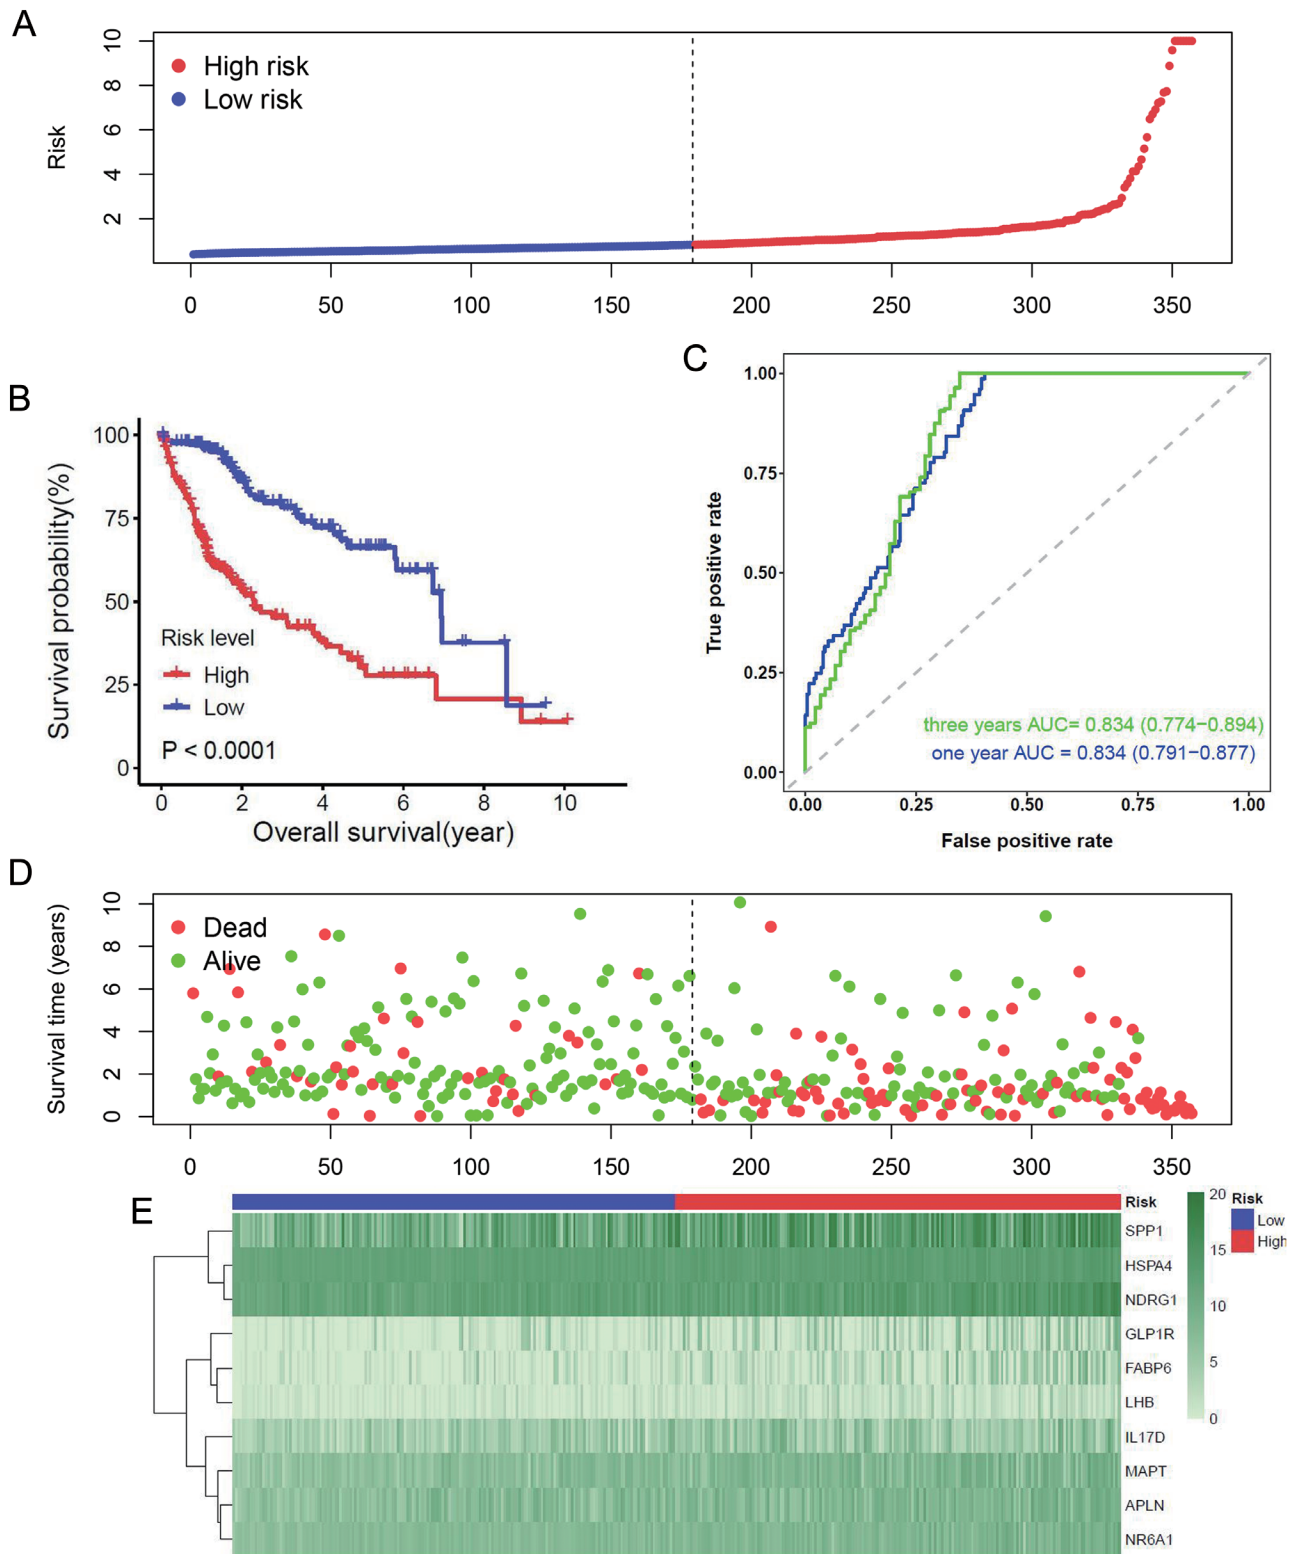 A
Risk
10
8
6
4
2
High risk
Low risk
0 50 100 150 200 250 300 350
B
Survival probability(%)
100
75
50
25
0
Risk level
High
Low
P < 0.0001
0 2 4 6 8 10
Overall survival(year)
C
True positive rate
1.00
0.75
0.50
0.25
0.00
three years AUC= 0.834 (0.774−0.894)
one year AUC = 0.834 (0.791−0.877)
0.00 0.25 0.50 0.75 1.00
False positive rate
D
Survival time (years)
10
8
6
4
2
0
Dead
Alive
0 50 100 150 200 250 300 350
E
Risk
SPP1
HSPA4
NDRG1
GLP1R
FABP6
LHB
IL17D
MAPT
APLN
NR6A1
20
15
10
5
0
Risk
Low
High